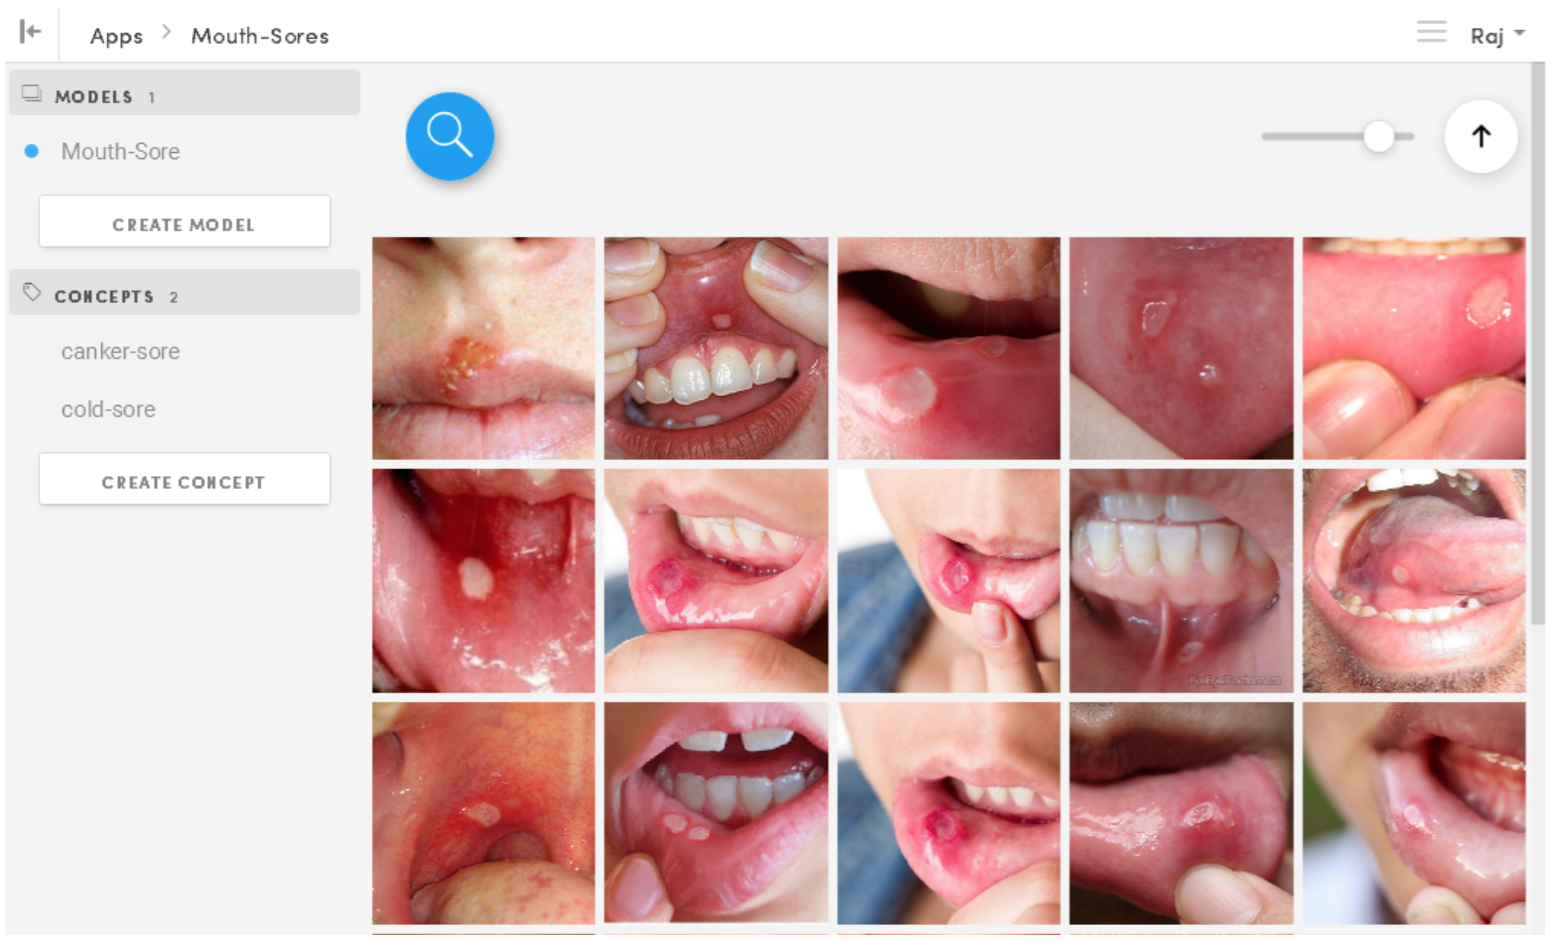 Apps > Mouth-Sores
Raj
MODELS 1
Mouth-Sore
CREATE MODEL
CONCEPTS 2
canker-sore
cold-sore
CREATE CONCEPT